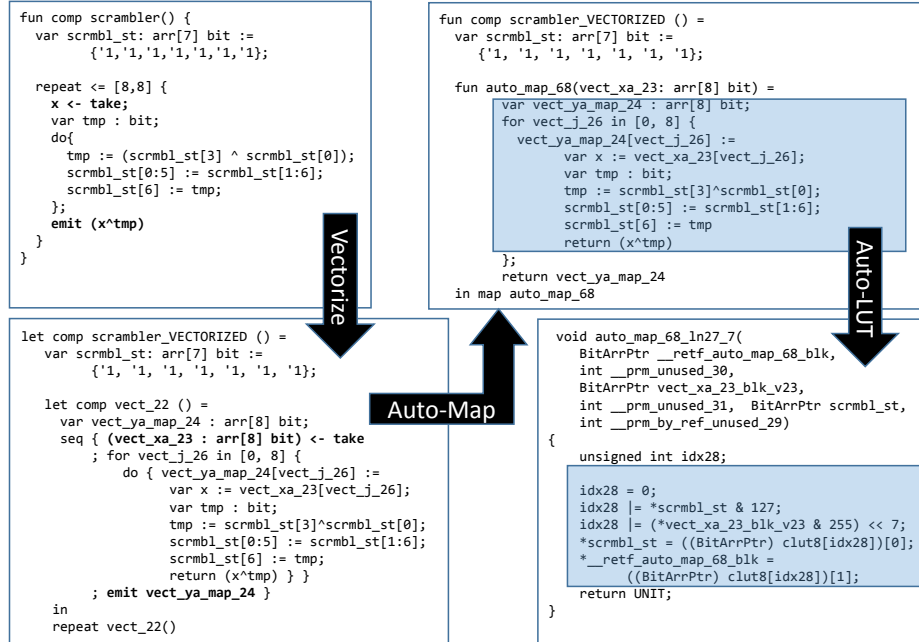 fun comp scrambler() {
var scrmbl_st: arr[7] bit :=
{'1,'1,'1,'1,'1,'1,'1};
repeat <= [8,8] {
x <- take;
var tmp : bit;
do{
tmp := (scrmbl_st[3] ^ scrmbl_st[0]);
scrmbl_st[0:5] := scrmbl_st[1:6];
scrmbl_st[6] := tmp;
};
emit (x^tmp)
}
}
Vectorize
let comp scrambler_VECTORIZED () =
var scrmbl_st: arr[7] bit :=
{'1, '1, '1, '1, '1, '1, '1};
let comp vect_22 () =
var vect_ya_map_24 : arr[8] bit;
seq { (vect_xa_23 : arr[8] bit) <- take
; for vect_j_26 in [0, 8] {
do { vect_ya_map_24[vect_j_26] :=
var x := vect_xa_23[vect_j_26];
var tmp : bit;
tmp := scrmbl_st[3]^scrmbl_st[0];
scrmbl_st[0:5] := scrmbl_st[1:6];
scrmbl_st[6] := tmp;
return (x^tmp) } }
; emit vect_ya_map_24 }
in
repeat vect_22()
Auto-Map
fun comp scrambler_VECTORIZED () =
var scrmbl_st: arr[7] bit :=
{'1, '1, '1, '1, '1, '1, '1};
fun auto_map_68(vect_xa_23: arr[8] bit) =
var vect_ya_map_24 : arr[8] bit;
for vect_j_26 in [0, 8] {
vect_ya_map_24[vect_j_26] :=
var x := vect_xa_23[vect_j_26];
var tmp : bit;
tmp := scrmbl_st[3]^scrmbl_st[0];
scrmbl_st[0:5] := scrmbl_st[1:6];
scrmbl_st[6] := tmp
return (x^tmp)
};
return vect_ya_map_24
in map auto_map_68
Auto-LUT
void auto_map_68_ln27_7(
BitArrPtr __retf_auto_map_68_blk,
int __prm_unused_30,
BitArrPtr vect_xa_23_blk_v23,
int __prm_unused_31, BitArrPtr scrmbl_st,
int __prm_by_ref_unused_29)
{
unsigned int idx28;
idx28 = 0;
idx28 |= *scrmbl_st & 127;
idx28 |= (*vect_xa_23_blk_v23 & 255) << 7;
*scrmbl_st = ((BitArrPtr) clut8[idx28])[0];
*__retf_auto_map_68_blk =
((BitArrPtr) clut8[idx28])[1];
return UNIT;
}